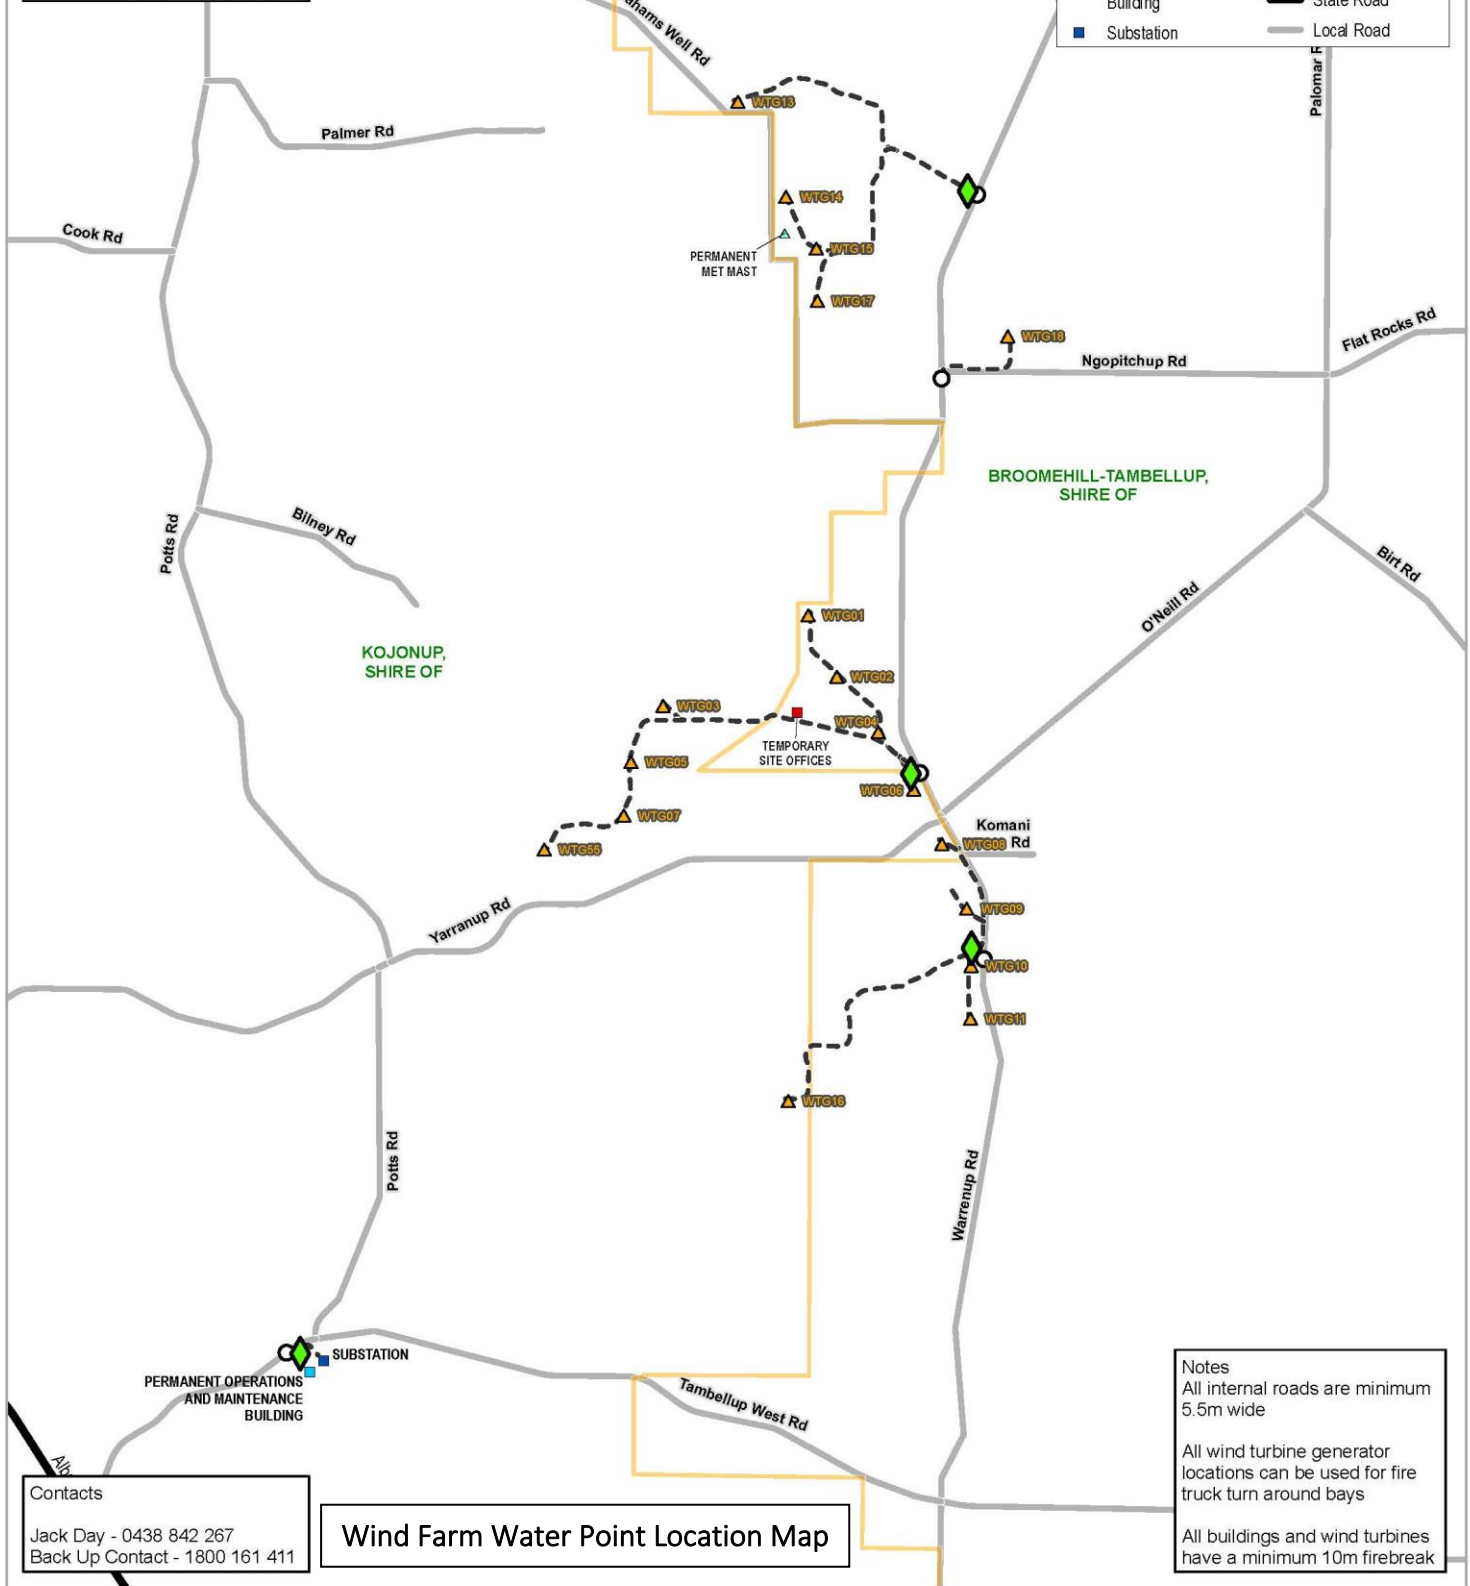 Building
State Road
Substation
Local Road
Well Rd
Palomar
WTG13
Palmer Rd
WTG14
Cook Rd
WTG15
PERMANENT
MET MAST
WTG17
Flat Rocks Rd
WTG18
Ngopitchup Rd
BROOMEHILL-TAMBELLUP,
SHIRE OF
Potts Rd
Bilney Rd
Birt Rd
O'Neill Rd
WTG01
KOJONUP,
SHIRE OF
WTG02
WTG03
WTG04
TEMPORARY
SITE OFFICES
WTG05
WTG06
WTG07
Komani
Rd
WTG08
WTG55
WTG09
Yarranup Rd
WTG10
WTG11
WTG16
Potts Rd
Warrenup Rd
SUBSTATION
PERMANENT OPERATIONS
AND MAINTENANCE
BUILDING
Tambellup West Rd
Notes
All internal roads are minimum
5.5m wide
All wind turbine generator
locations can be used for fire
truck turn around bays
All buildings and wind turbines
have a minimum 10m firebreak
Contacts
Jack Day - 0438 842 267
Back Up Contact - 1800 161 411
Wind Farm Water Point Location Map